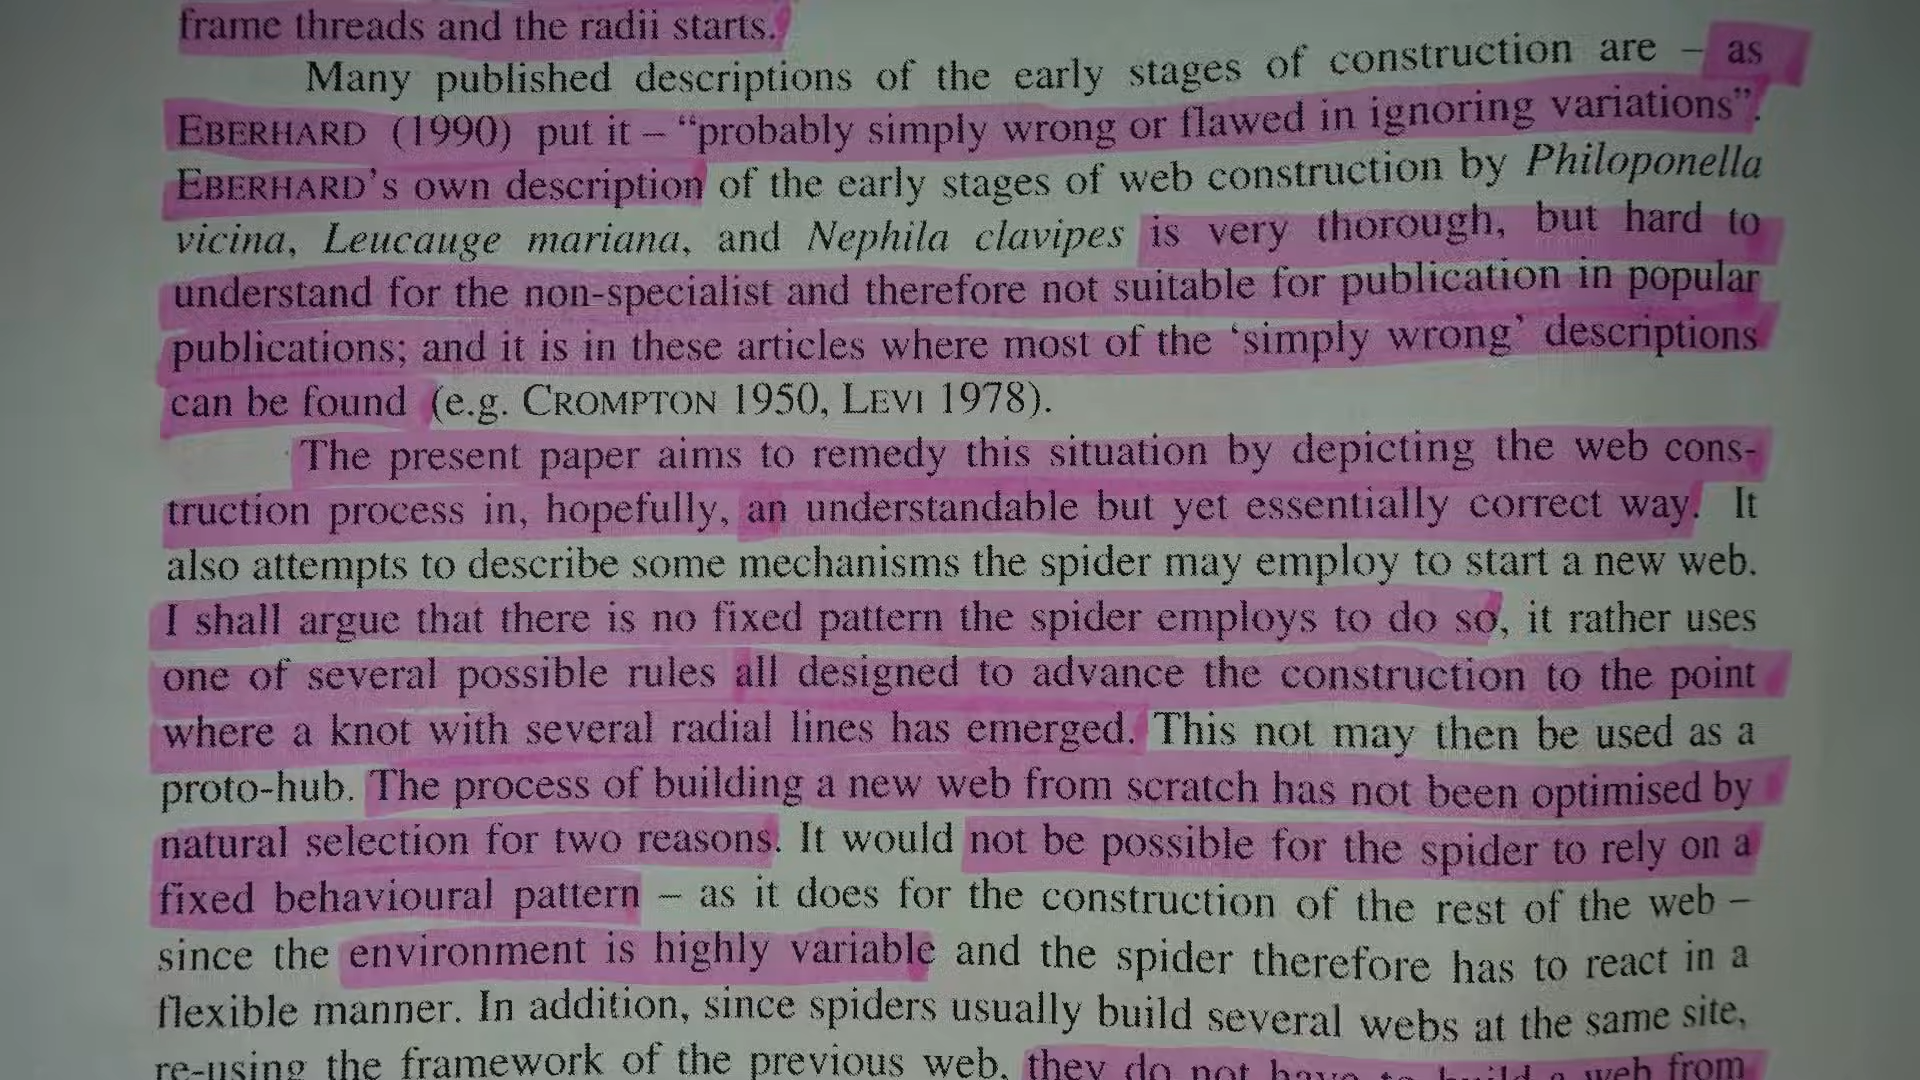 frame threads and the radii starts.
Many published descriptions of the early stages of construction are – as
EBERHARD (1990) put it – “probably simply wrong or flawed in ignoring variations”.
EBERHARD’s own description of the early stages of web construction by Philoponella
vicina, Leucauge mariana, and Nephila clavipes is very thorough, but hard to
understand for the non-specialist and therefore not suitable for publication in popular
publications; and it is in these articles where most of the ‘simply wrong’ descriptions
can be found (e.g. CROMPTON 1950, LEVI 1978).
The present paper aims to remedy this situation by depicting the web cons-
truction process in, hopefully, an understandable but yet essentially correct way. It
also attempts to describe some mechanisms the spider may employ to start a new web.
I shall argue that there is no fixed pattern the spider employs to do so, it rather uses
one of several possible rules all designed to advance the construction to the point
where a knot with several radial lines has emerged. This not may then be used as a
proto-hub. The process of building a new web from scratch has not been optimised by
natural selection for two reasons. It would not be possible for the spider to rely on a
fixed behavioural pattern – as it does for the construction of the rest of the web –
since the environment is highly variable and the spider therefore has to react in a
flexible manner. In addition, since spiders usually build several webs at the same site,
re-using the framework of the previous web, they do not have to build a web from